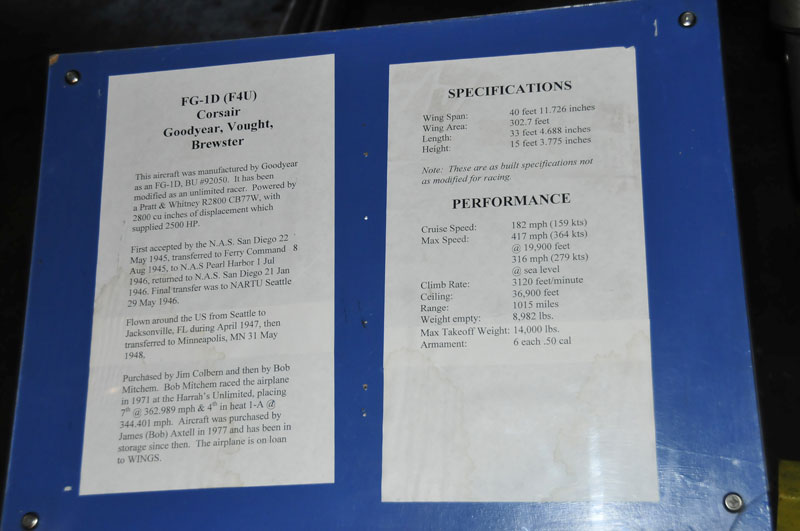 FG-1D (F4U)
Corsair
Goodyear, Vought,
Brewster
This aircraft was manufactured by Goodyear
as an FG-1D, BU #92050. It has been
modified as an unlimited racer. Powered by
a Pratt & Whitney R2800 CB77W, with
2800 cu inches of displacement which
supplied 2500 HP.
First accepted by the N.A.S. San Diego 22
May 1945, transferred to Ferry Command 8
Aug 1945, to N.A.S Pearl Harbor 1 Jul
1946, returned to N.A.S. San Diego 21 Jan
1946. Final transfer was to NARTU Seattle
29 May 1946.
Flown around the US from Seattle to
Jacksonville, FL during April 1947, then
transferred to Minneapolis, MN 31 May
1948.
Purchased by Jim Colbern and then by Bob
Mitchem. Bob Mitchem raced the airplane
in 1971 at the Harrah's Unlimited, placing
7th @ 362.989 mph & 4th in heat 1-A @
344.401 mph. Aircraft was purchased by
James (Bob) Axtell in 1977 and has been in
storage since then. The airplane is on loan
to WINGS.
SPECIFICATIONS
Wing Span: 40 feet 11.726 inches
Wing Area: 302.7 feet
Length: 33 feet 4.688 inches
Height: 15 feet 3.775 inches
Note: These are as built specifications not
as modified for racing.
PERFORMANCE
Cruise Speed: 182 mph (159 kts)
Max Speed: 417 mph (364 kts)
@ 19,900 feet
316 mph (279 kts)
@ sea level
Climb Rate: 3120 feet/minute
Ceiling: 36,900 feet
Range: 1015 miles
Weight empty: 8,982 lbs.
Max Takeoff Weight: 14,000 lbs.
Armament: 6 each .50 cal